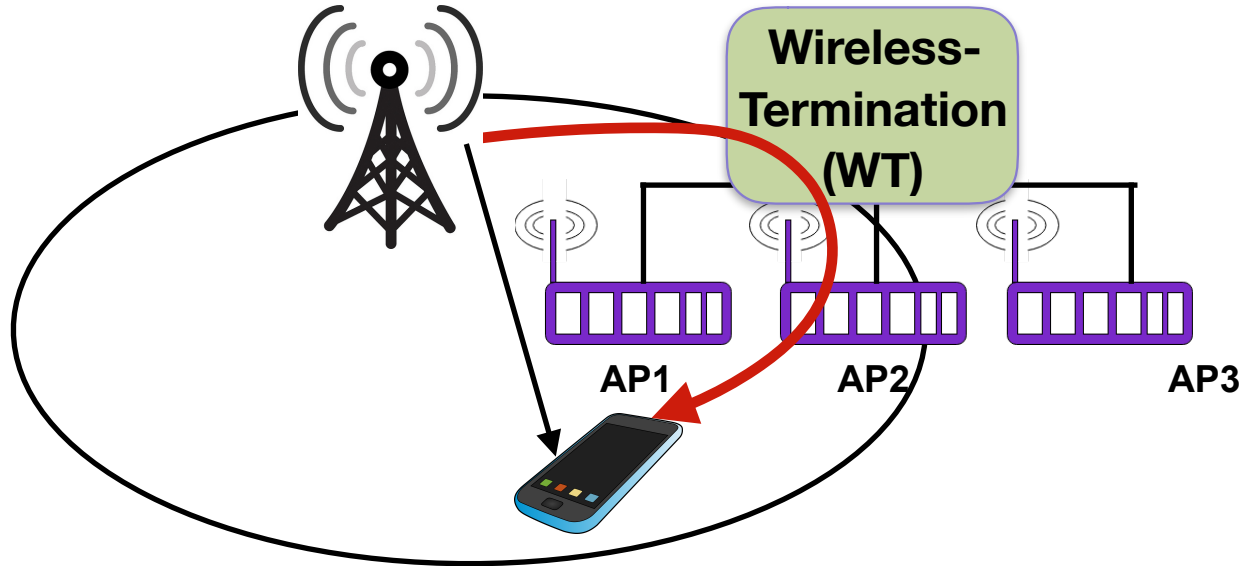 Wireless-
Termination
(WT)
AP1
AP2
AP3